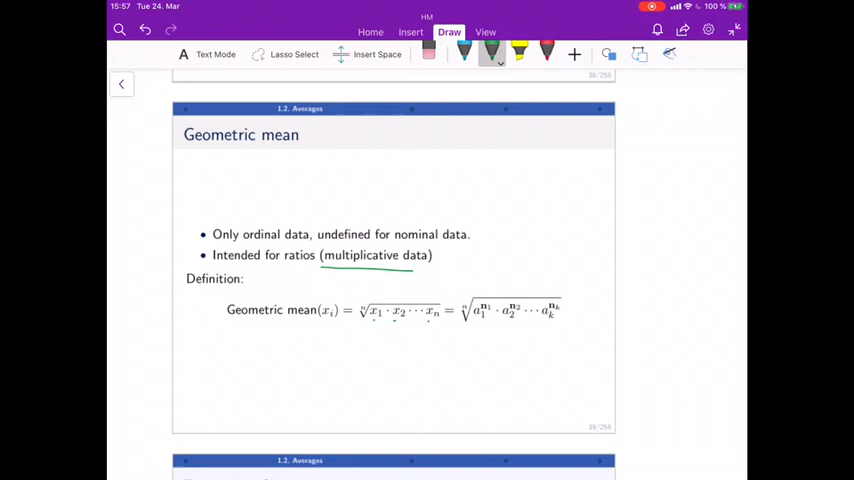 15:57 Tue 24. Mar
100 %
HM
Home Insert Draw View
A Text Mode Lasso Select Insert Space
38/256
1.2. Averages
Geometric mean
• Only ordinal data, undefined for nominal data.
• Intended for ratios (multiplicative data)
Definition:
Geometric mean(xᵢ) = ⁿ√(x₁ · x₂ ⋯ xₙ) = ⁿ√(a₁^n₁ · a₂^n₂ ⋯ aₖ^nₖ)
39/256
1.2. Averages